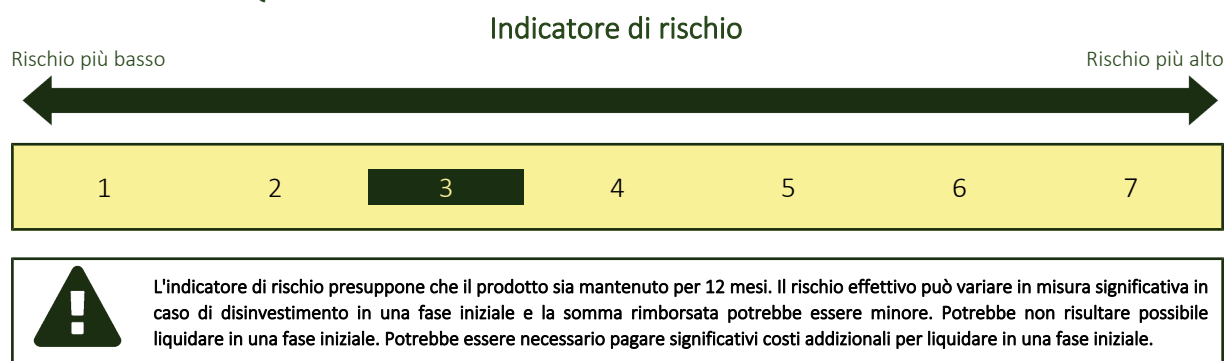 Indicatore di rischio
Rischio più basso
Rischio più alto
1 2 3 4 5 6 7
L'indicatore di rischio presuppone che il prodotto sia mantenuto per 12 mesi. Il rischio effettivo può variare in misura significativa in
caso di disinvestimento in una fase iniziale e la somma rimborsata potrebbe essere minore. Potrebbe non risultare possibile
liquidare in una fase iniziale. Potrebbe essere necessario pagare significativi costi addizionali per liquidare in una fase iniziale.